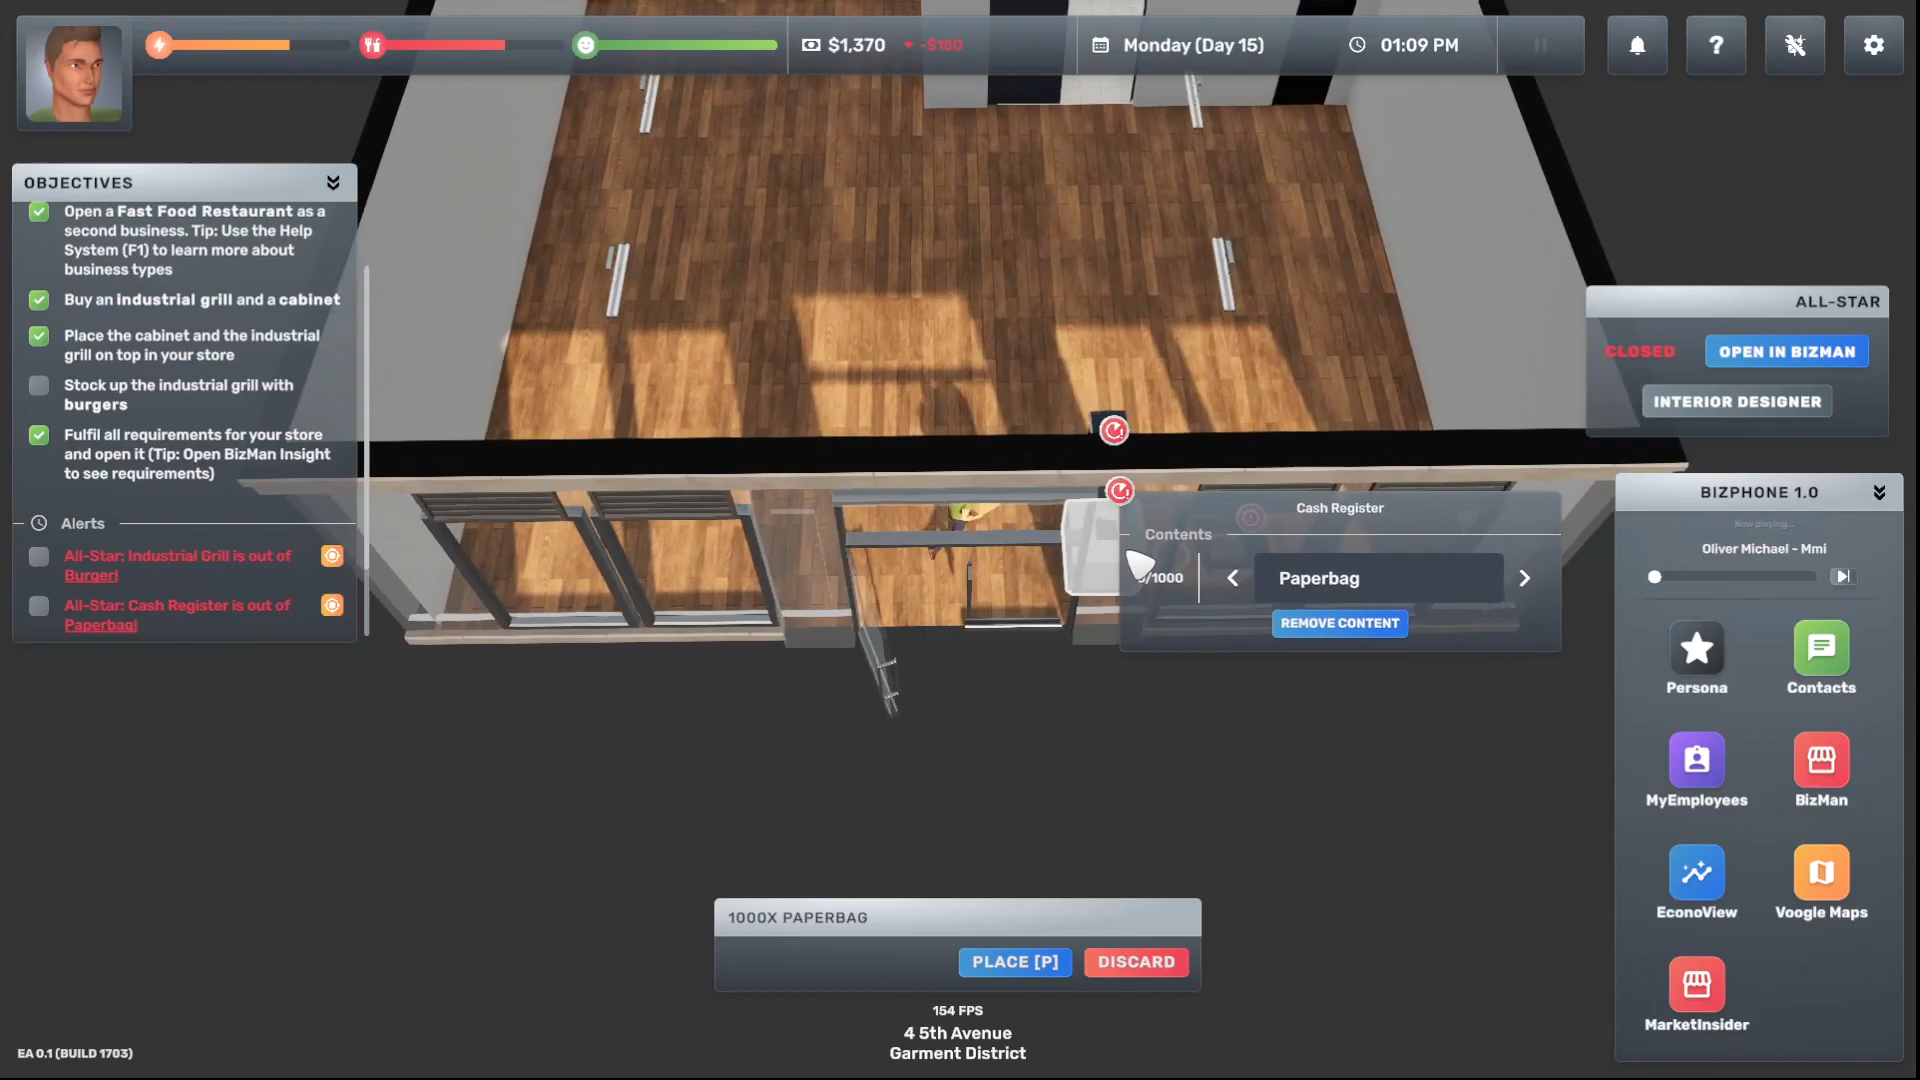 $1,370
-$150
Monday (Day 15)
01:09 PM
?
OBJECTIVES
Open a Fast Food Restaurant as a
second business. Tip: Use the Help
System (F1) to learn more about
business types
Buy an Industrial grill and a cabinet
Place the cabinet and the industrial
grill on top in your store
Stock up the industrial grill with
burgers
Fulfil all requirements for your store
and open it (Tip: Open BizMan Insight
to see requirements)
Alerts
All-Star: Industrial Grill is out of
Burger!
All-Star: Cash Register is out of
Paperbag!
ALL-STAR
CLOSED
OPEN IN BIZMAN
INTERIOR DESIGNER
Cash Register
Contents
/1000
Paperbag
REMOVE CONTENT
BIZPHONE 1.0
Now playing...
Oliver Michael - Mmi
Persona
Contacts
MyEmployees
BizMan
EconoView
Voogle Maps
MarketInsider
1000X PAPERBAG
PLACE [P]
DISCARD
154 FPS
4 5th Avenue
Garment District
EA 0.1 (BUILD 1703)